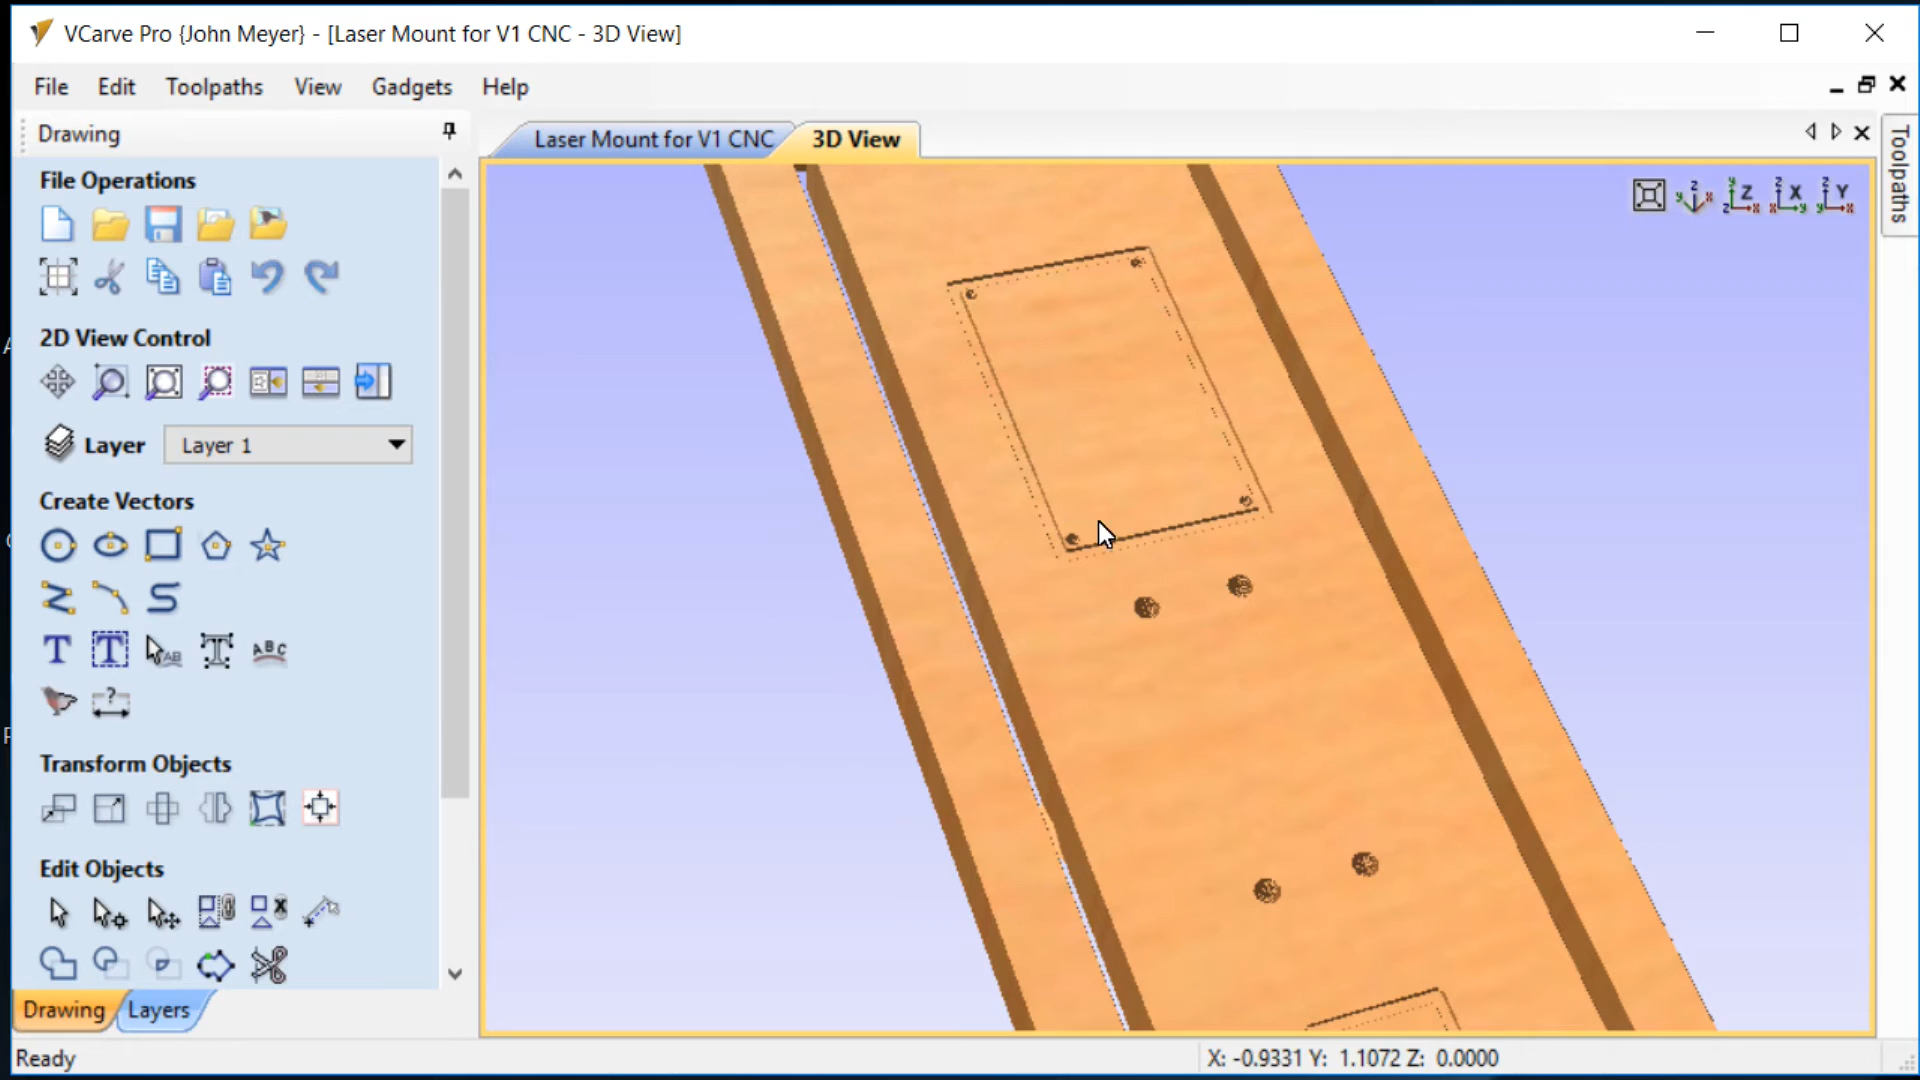 VCarve Pro {John Meyer} - [Laser Mount for V1 CNC - 3D View]
File Edit Toolpaths View Gadgets Help
Drawing
Laser Mount for V1 CNC 3D View
Toolpaths
File Operations
2D View Control
Layer Layer 1
Create Vectors
Transform Objects
Edit Objects
Drawing Layers
Ready X: -0.9331 Y: 1.1072 Z: 0.0000